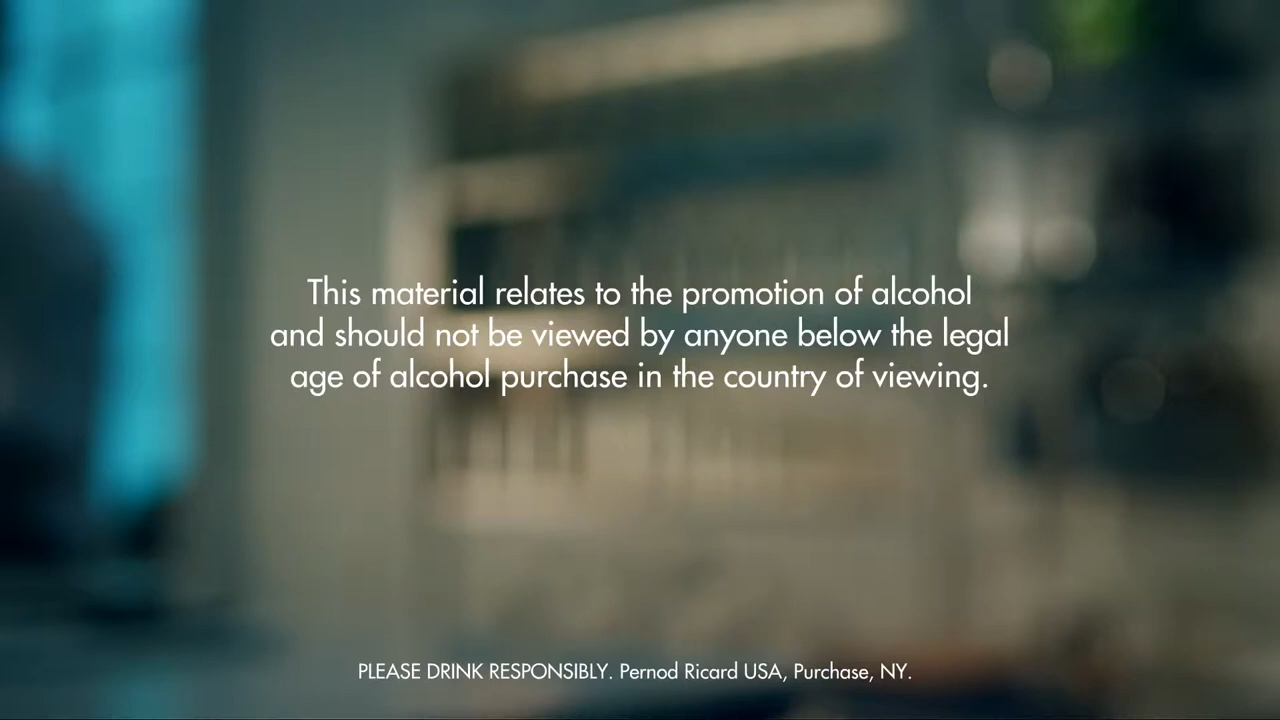 This material relates to the promotion of alcohol
and should not be viewed by anyone below the legal
age of alcohol purchase in the country of viewing.
PLEASE DRINK RESPONSIBLY. Pernod Ricard USA, Purchase, NY.